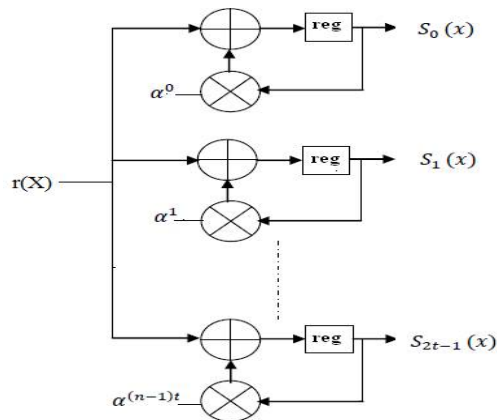 reg
S₀(x)
α⁰
reg
S₁(x)
r(X)
α¹
reg
S₂ₜ₋₁(x)
α⁽ⁿ⁻¹⁾ᵗ